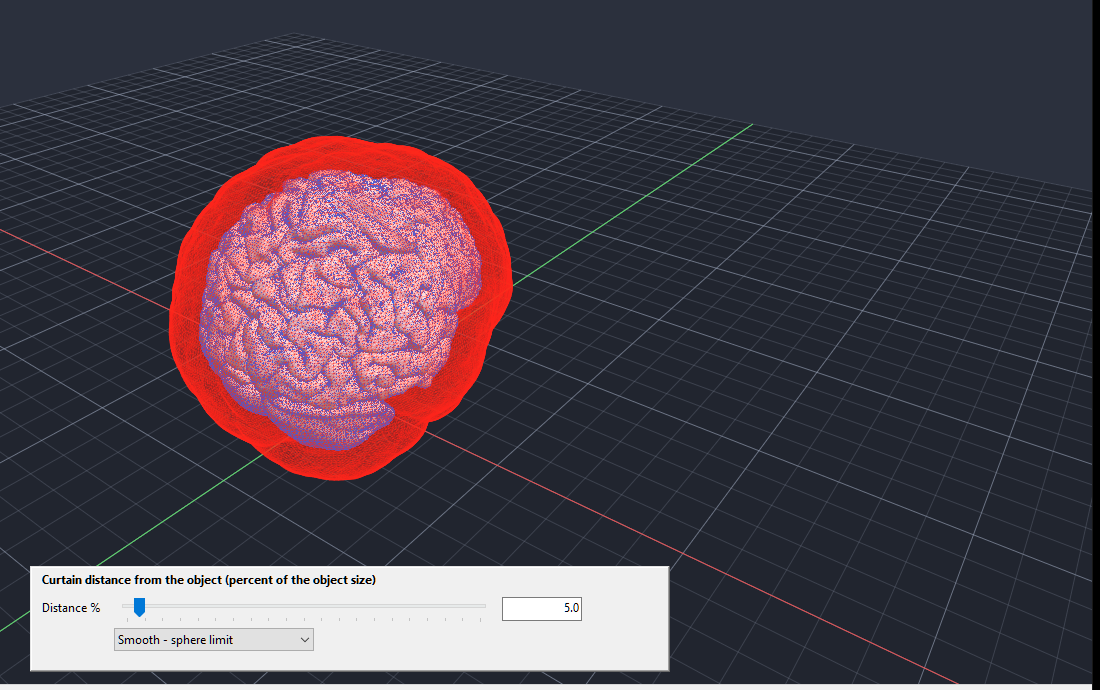 Curtain distance from the object (percent of the object size)
Distance % 5.0
Smooth - sphere limit